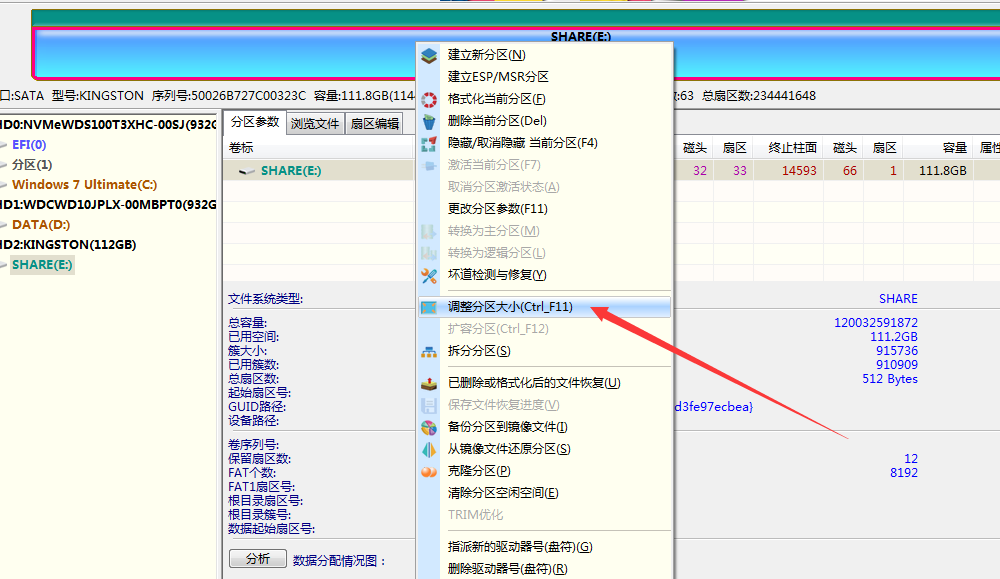 SHARE(E:)
口:SATA 型号:KINGSTON 序列号:50026B727C00323C 容量:111.8GB(114
:63 总扇区数:234441648
HD0:NVMeWDS100T3XHC-00SJ(932G
EFI(0)
分区(1)
Windows 7 Ultimate(C:)
HD1:WDCWD10JPLX-00MBPT0(932G
DATA(D:)
HD2:KINGSTON(112GB)
SHARE(E:)
分区参数 浏览文件 扇区编辑
卷标 磁头 扇区 终止柱面 磁头 扇区 容量 属性
SHARE(E:) 32 33 14593 66 1 111.8GB
文件系统类型: SHARE
总容量: 120032591872
已用空间: 111.2GB
簇大小: 915736
已用簇数: 910909
总扇区数: 512 Bytes
起始扇区号:
GUID路径: d3fe97ecbea}
设备路径:
卷序列号:
保留扇区数: 12
FAT个数: 8192
FAT1扇区号:
根目录扇区号:
根目录簇号:
数据起始扇区号:
分析 数据分配情况图：
建立新分区(N)
建立ESP/MSR分区
格式化当前分区(F)
删除当前分区(Del)
隐藏/取消隐藏 当前分区(F4)
激活当前分区(F7)
取消分区激活状态(A)
更改分区参数(F11)
转换为主分区(M)
转换为逻辑分区(L)
坏道检测与修复(Y)
调整分区大小(Ctrl_F11)
扩容分区(Ctrl_F12)
拆分分区(S)
已删除或格式化后的文件恢复(U)
保存文件恢复进度(V)
备份分区到镜像文件(I)
从镜像文件还原分区(S)
克隆分区(P)
清除分区空闲空间(E)
TRIM优化
指派新的驱动器号(盘符)(G)
删除驱动器号(盘符)(R)